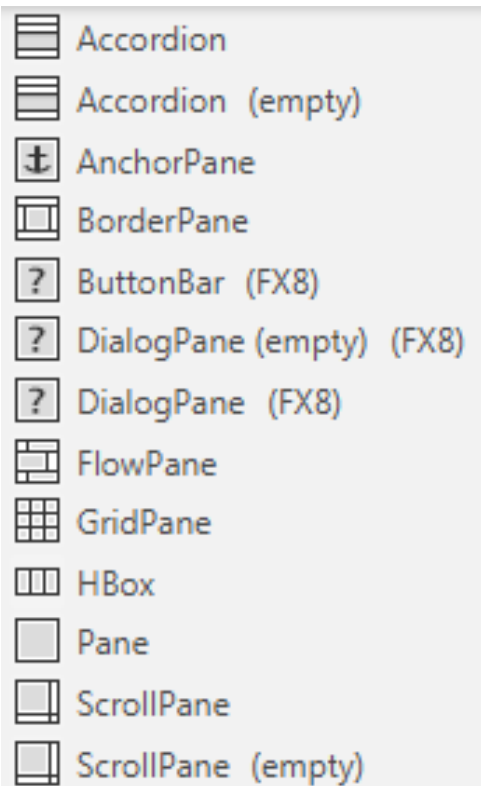 Accordion
Accordion (empty)
AnchorPane
BorderPane
? ButtonBar (FX8)
? DialogPane (empty) (FX8)
? DialogPane (FX8)
FlowPane
GridPane
HBox
Pane
ScrollPane
ScrollPane (empty)